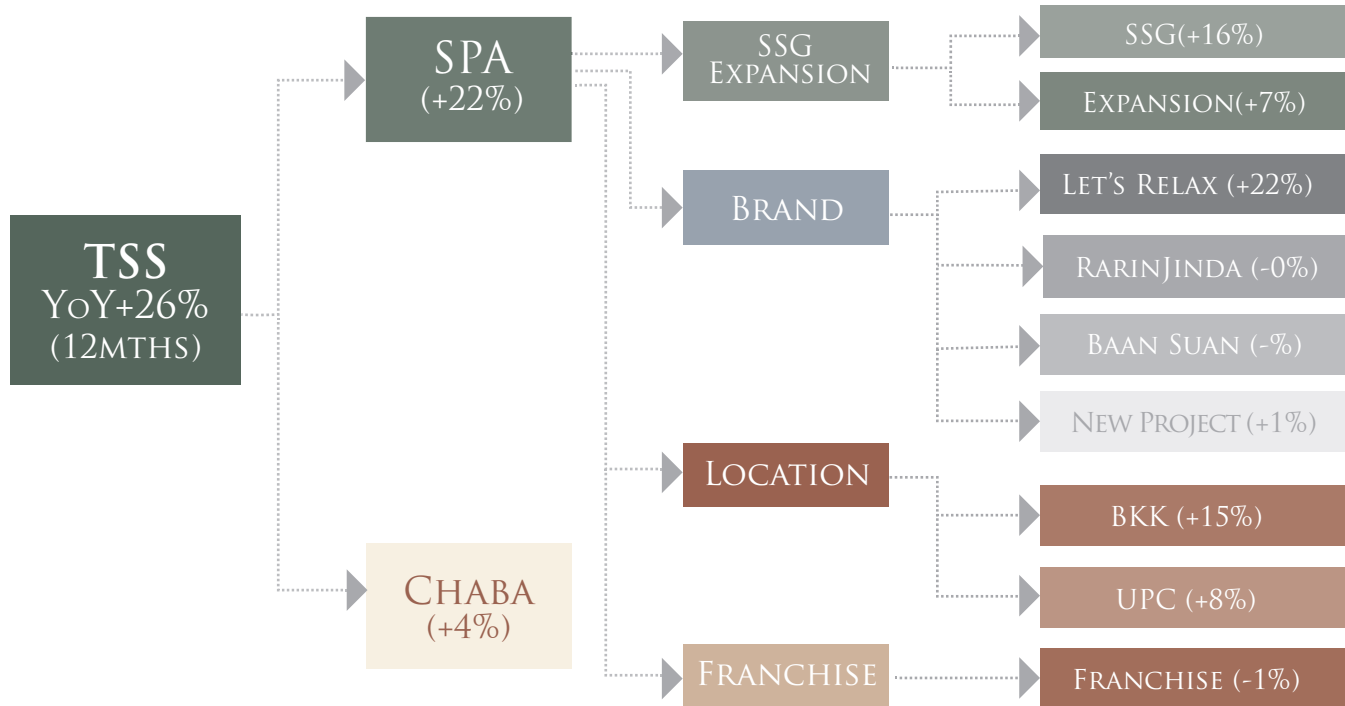 TSS
YoY+26%
(12mths)
SPA
(+22%)
Chaba
(+4%)
SSG
Expansion
Brand
Location
Franchise
SSG(+16%)
Expansion(+7%)
Let's Relax (+22%)
RarinJinda (-0%)
Baan Suan (-%)
New Project (+1%)
BKK (+15%)
UPC (+8%)
Franchise (-1%)